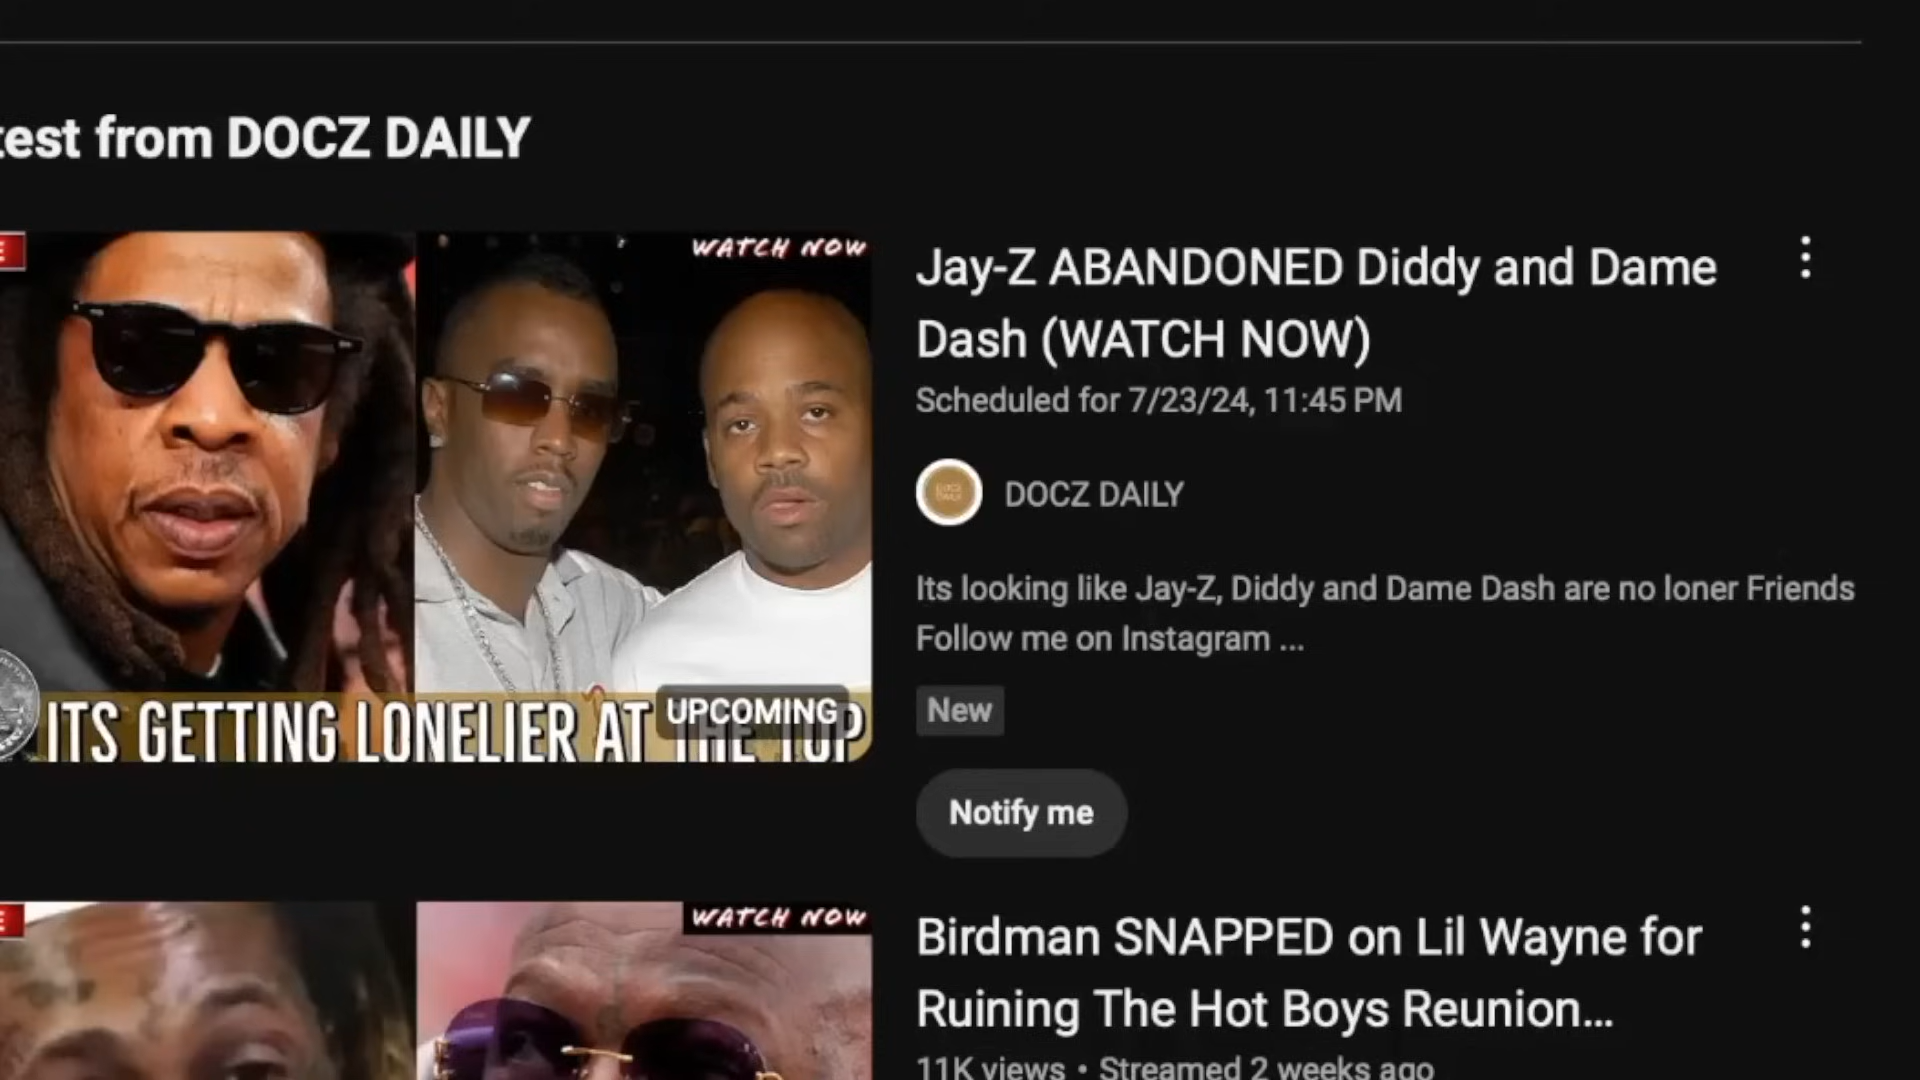 test from DOCZ DAILY
E
WATCH NOW
ITS GETTING LONELIER AT THE TOP
UPCOMING
Jay-Z ABANDONED Diddy and Dame
Dash (WATCH NOW)
Scheduled for 7/23/24, 11:45 PM
DOCZ DAILY
Its looking like Jay-Z, Diddy and Dame Dash are no loner Friends
Follow me on Instagram ...
New
Notify me
E
WATCH NOW
Birdman SNAPPED on Lil Wayne for
Ruining The Hot Boys Reunion...
11K views • Streamed 2 weeks ago